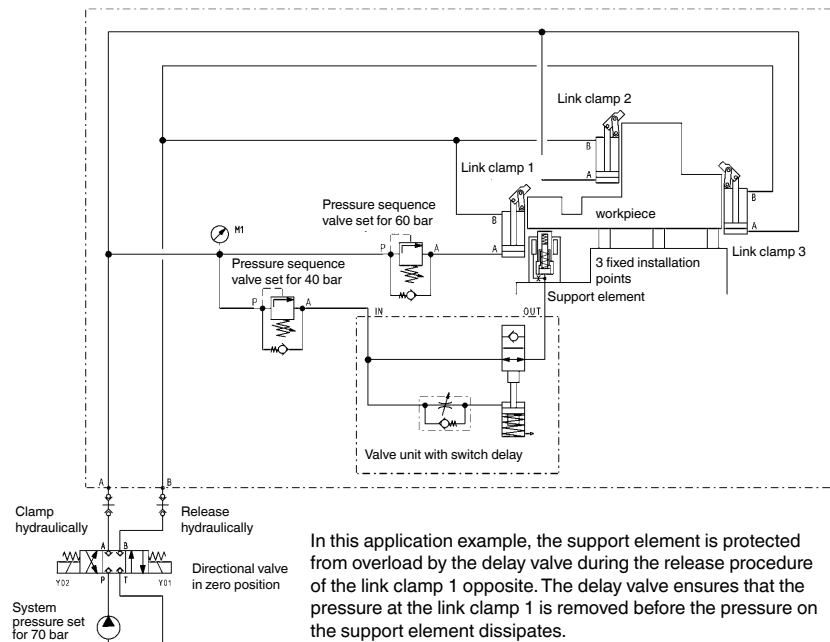 Link clamp 2
B
A
Link clamp 1
B
A
Pressure sequence
valve set for 60 bar
workpiece
B
A
Link clamp 3
M1
P
A
3 fixed installation
points
Support element
Pressure sequence
valve set for 40 bar
P
A
IN
OUT
Valve unit with switch delay
A
B
Clamp
hydraulically
Release
hydraulically
A
B
Y02
P
T
Y01
Directional valve
in zero position
System
pressure set
for 70 bar
In this application example, the support element is protected
from overload by the delay valve during the release procedure
of the link clamp 1 opposite. The delay valve ensures that the
pressure at the link clamp 1 is removed before the pressure on
the support element dissipates.